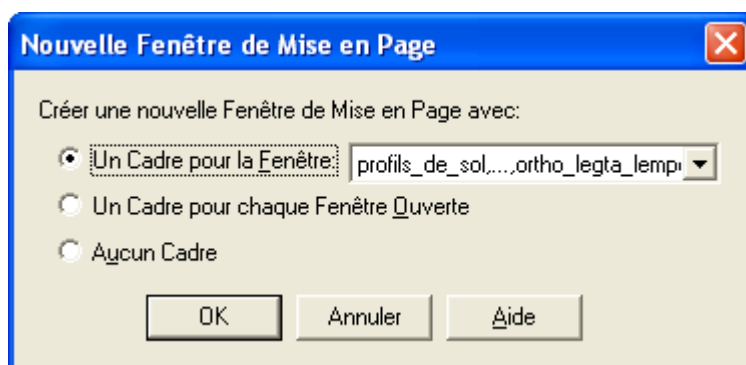 Nouvelle Fenêtre de Mise en Page
Créer une nouvelle Fenêtre de Mise en Page avec:
Un Cadre pour la Fenêtre: profils_de_sol,...,ortho_legta_lemp
Un Cadre pour chaque Fenêtre Ouverte
Aucun Cadre
OK Annuler Aide